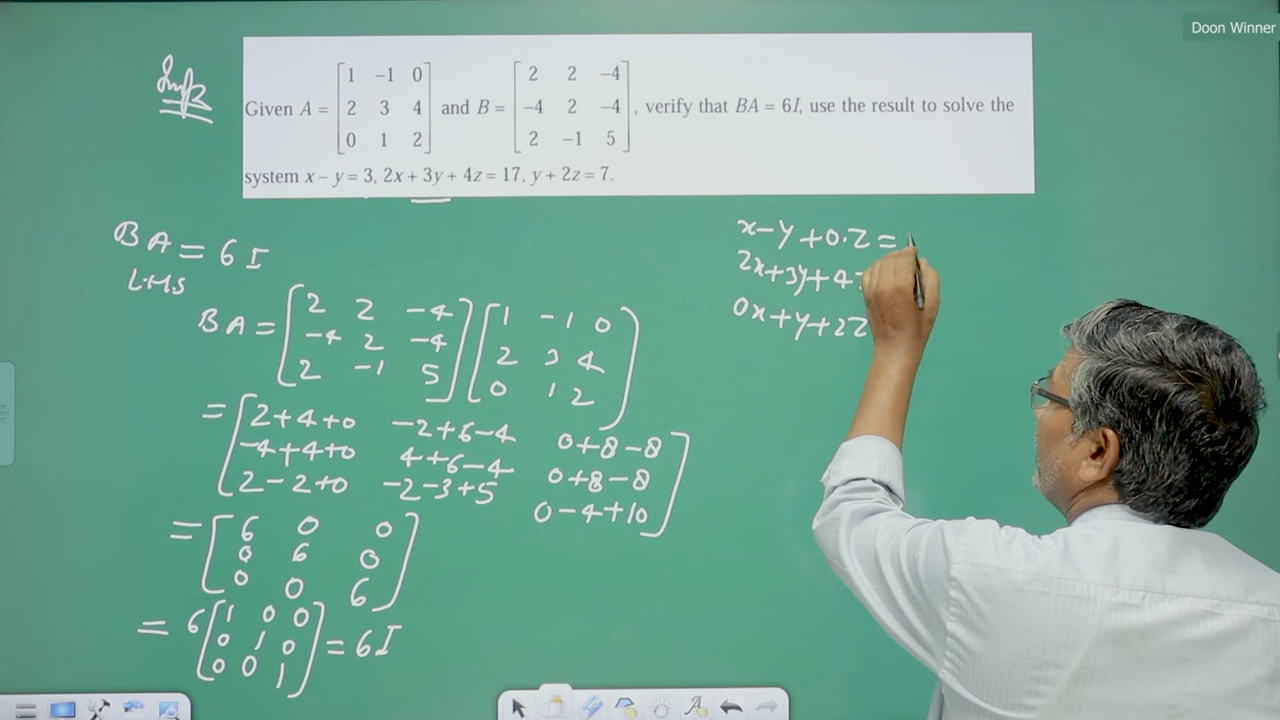 Doon Winner
Given A = [1 -1 0; 2 3 4; 0 1 2] and B = [2 2 -4; -4 2 -4; 2 -1 5], verify that BA = 6I, use the result to solve the
system x – y = 3, 2x + 3y + 4z = 17, y + 2z = 7.
BA = 6I
LHS
BA = [2 2 -4; -4 2 -4; 2 -1 5] [1 -1 0; 2 3 4; 0 1 2]
= [2+4+0 -2+6-4 0+8-8; -4+4+0 4+6-4 0+8-8; 2-2+0 -2-3+5 0-4+10]
= [6 0 0; 0 6 0; 0 0 6]
= 6 [1 0 0; 0 1 0; 0 0 1] = 6I
x-y+0.z =
2x+3y+4
0x+y+2z